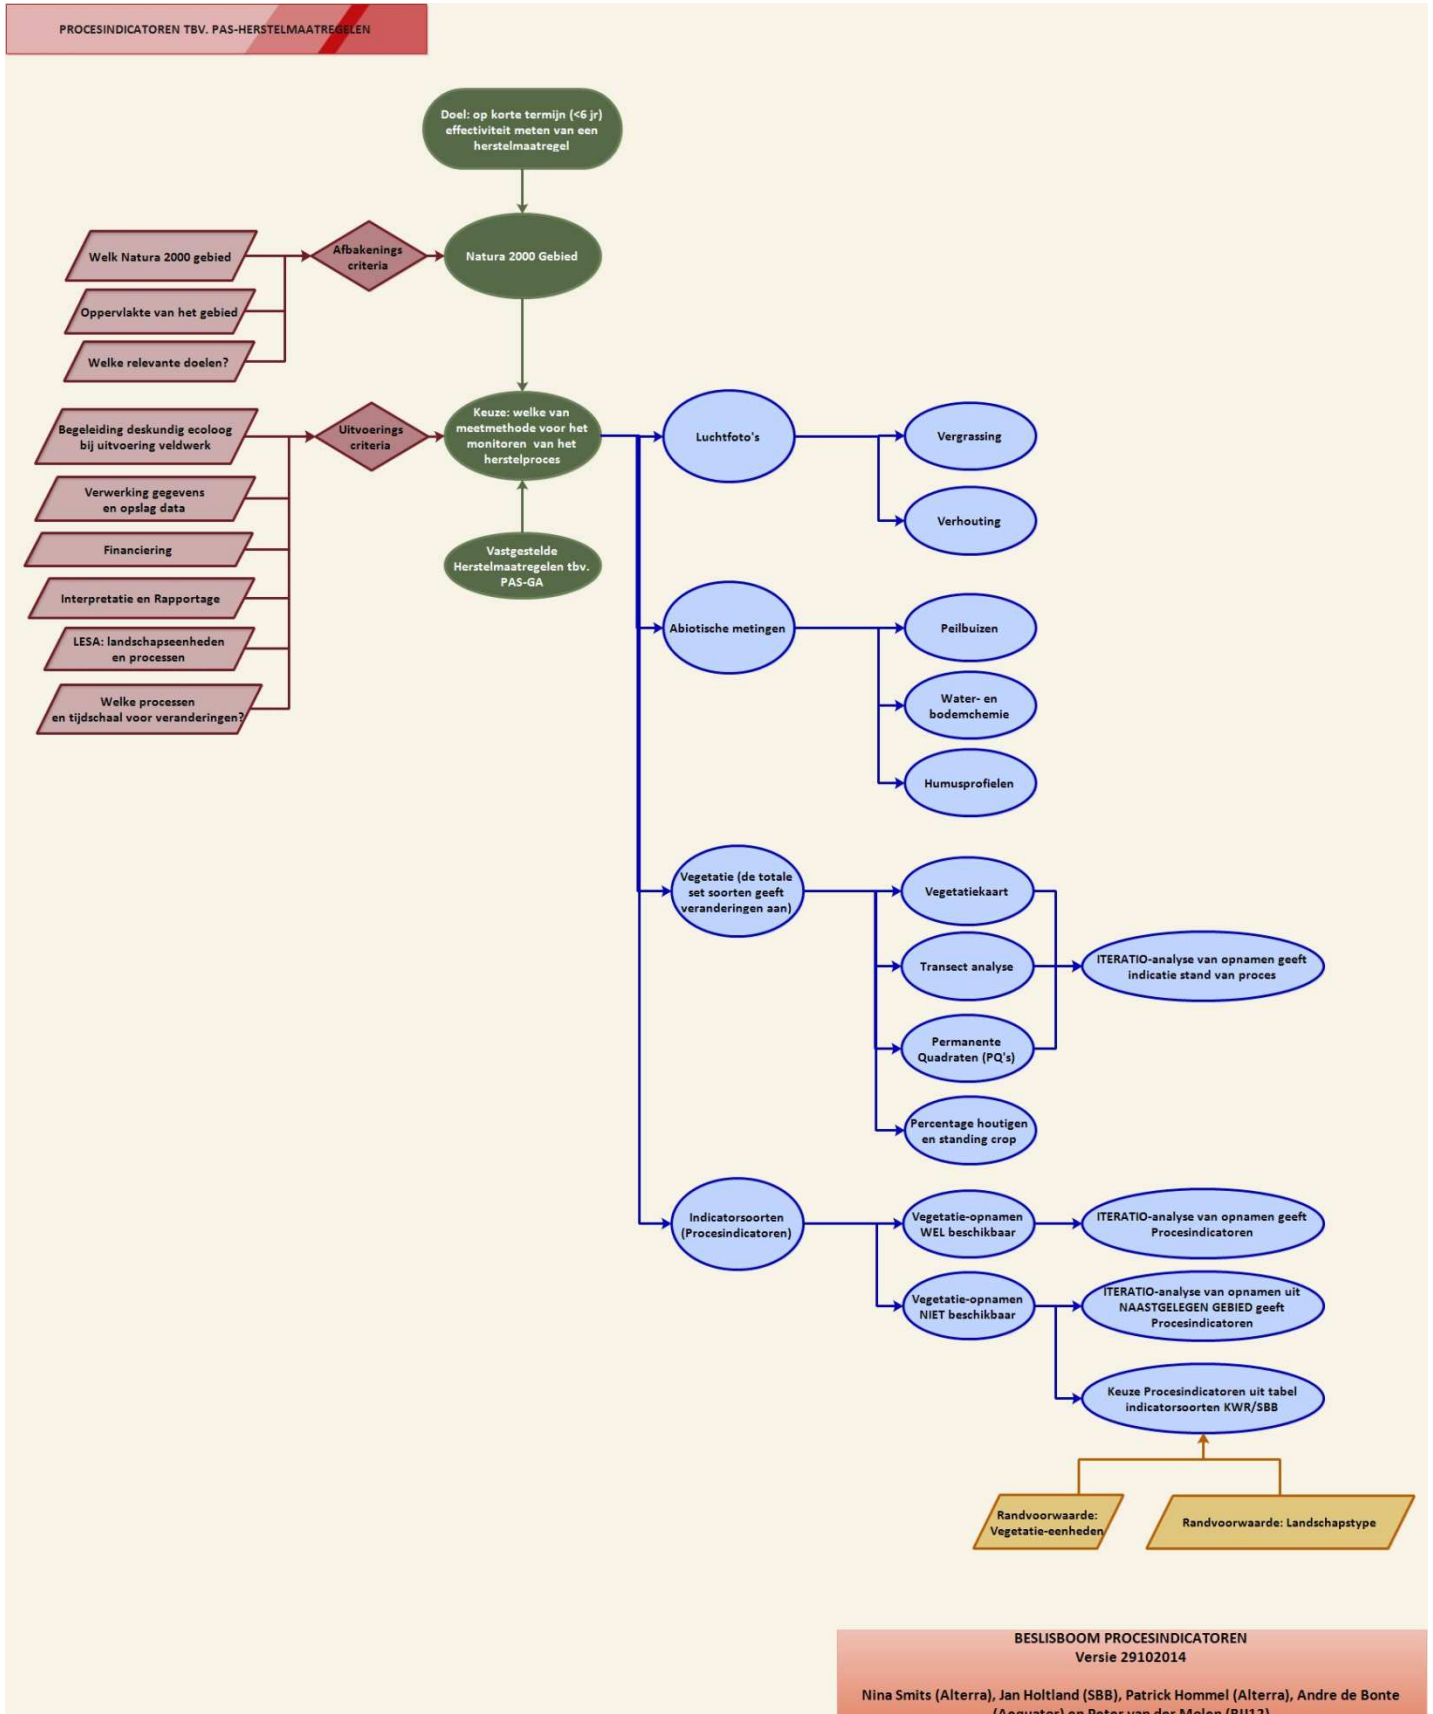 PROCESINDICATOREN TBV. PAS-HERSTELMAATREGELEN
Doel: op korte termijn (<6 jr)
effectiviteit meten van een
herstelmaatregel
Welk Natura 2000 gebied
Afbakenings
criteria
Natura 2000 Gebied
Oppervlakte van het gebied
Welke relevante doelen?
Begeleiding deskundig ecoloog
bij uitvoering veldwerk
Uitvoerings
criteria
Keuze: welke van
meetmethode voor het
monitoren van het
herstelproces
Verwerking gegevens
en opslag data
Financiering
Interpretatie en Rapportage
LESA: landschapseenheden
en processen
Welke processen
en tijdschaal voor veranderingen?
Vastgestelde
Herstelmaatregelen tbv.
PAS-GA
Luchtfoto's
Vergrassing
Verhouting
Abiotische metingen
Peilbuizen
Water- en
bodemchemie
Humusprofielen
Vegetatie (de totale
set soorten geeft
veranderingen aan)
Vegetatiekaart
Transect analyse
Permanente
Quadraten (PQ's)
Percentage houtigen
en standing crop
ITERATIO-analyse van opnamen geeft
indicatie stand van proces
Indicatorsoorten
(Procesindicatoren)
Vegetatie-opnamen
WEL beschikbaar
ITERATIO-analyse van opnamen geeft
Procesindicatoren
Vegetatie-opnamen
NIET beschikbaar
ITERATIO-analyse van opnamen uit
NAASTGELEGEN GEBIED geeft
Procesindicatoren
Keuze Procesindicatoren uit tabel
indicatorsoorten KWR/SBB
Randvoorwaarde:
Vegetatie-eenheden
Randvoorwaarde: Landschapstype
BESLISBOOM PROCESINDICATOREN
Versie 29102014
Nina Smits (Alterra), Jan Holtland (SBB), Patrick Hommel (Alterra), Andre de Bonte
(Aequator) en Peter van der Molen (BIJ12)